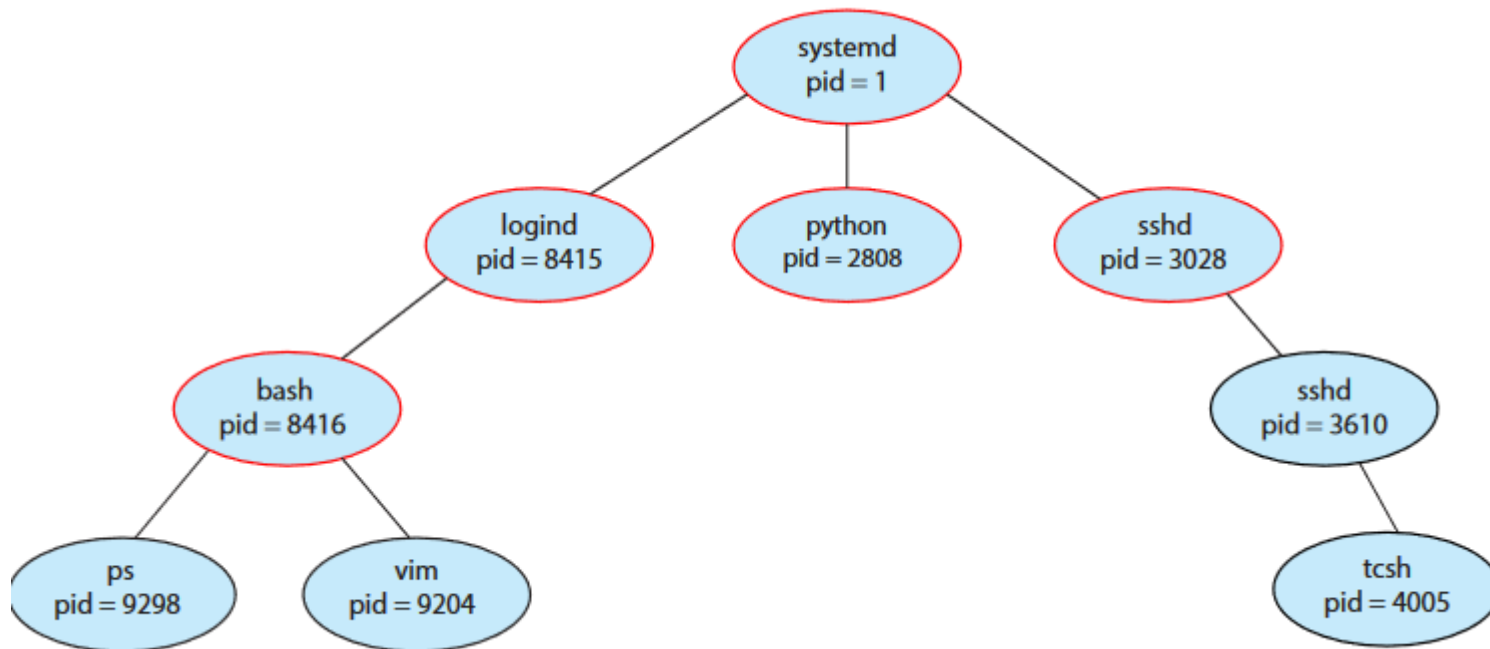 systemd
pid = 1
logind
pid = 8415
python
pid = 2808
sshd
pid = 3028
bash
pid = 8416
sshd
pid = 3610
ps
pid = 9298
vim
pid = 9204
tcsh
pid = 4005